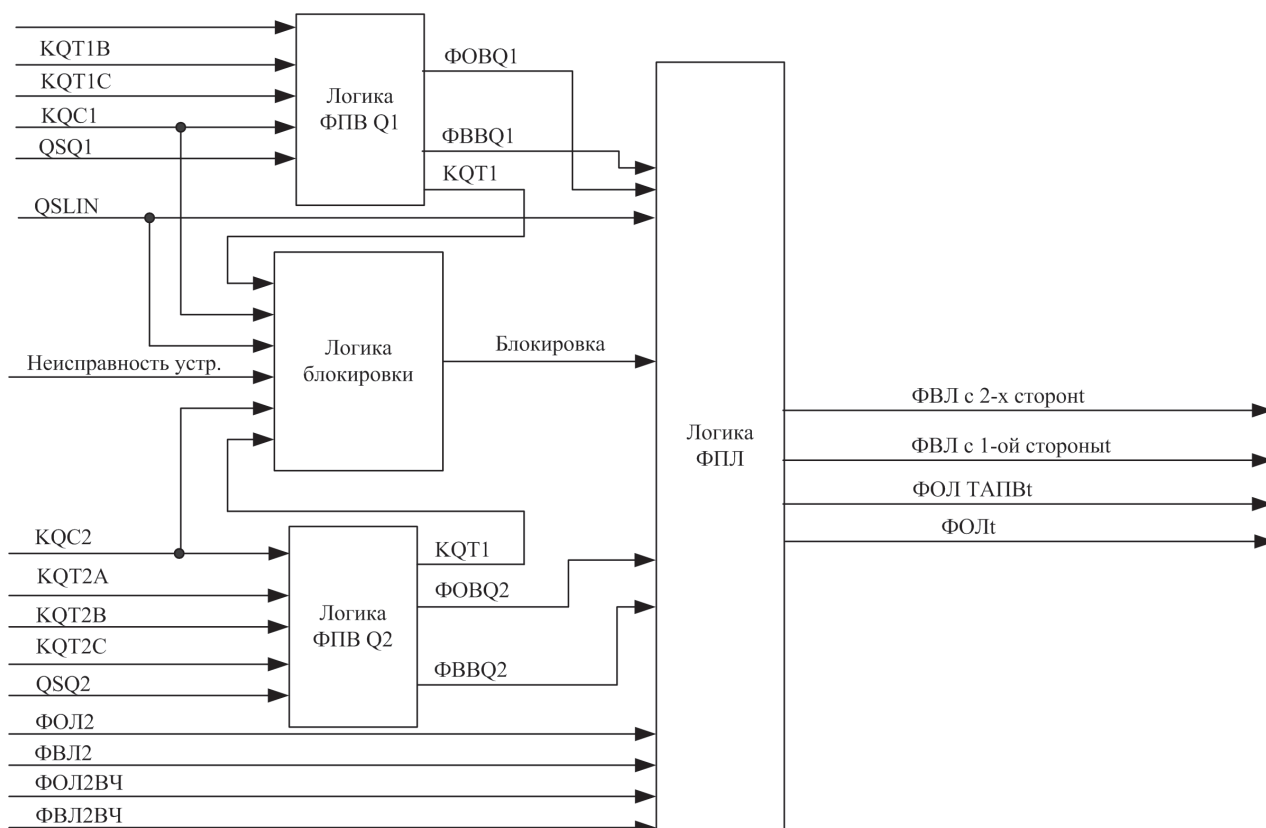 KQT1B
KQT1C
KQC1
QSQ1
QSLIN
Логика
ФПВ Q1
ФОВQ1
ФВВQ1
KQT1
Неисправность устр.
Логика
блокировки
Блокировка
Логика
ФПЛ
ФВЛ с 2-х сторонt
ФВЛ с 1-ой стороныt
ФОЛ ТАПВt
ФОЛt
KQC2
KQT2A
KQT2B
KQT2C
QSQ2
Логика
ФПВ Q2
KQT1
ФОВQ2
ФВВQ2
ФОЛ2
ФВЛ2
ФОЛ2ВЧ
ФВЛ2ВЧ